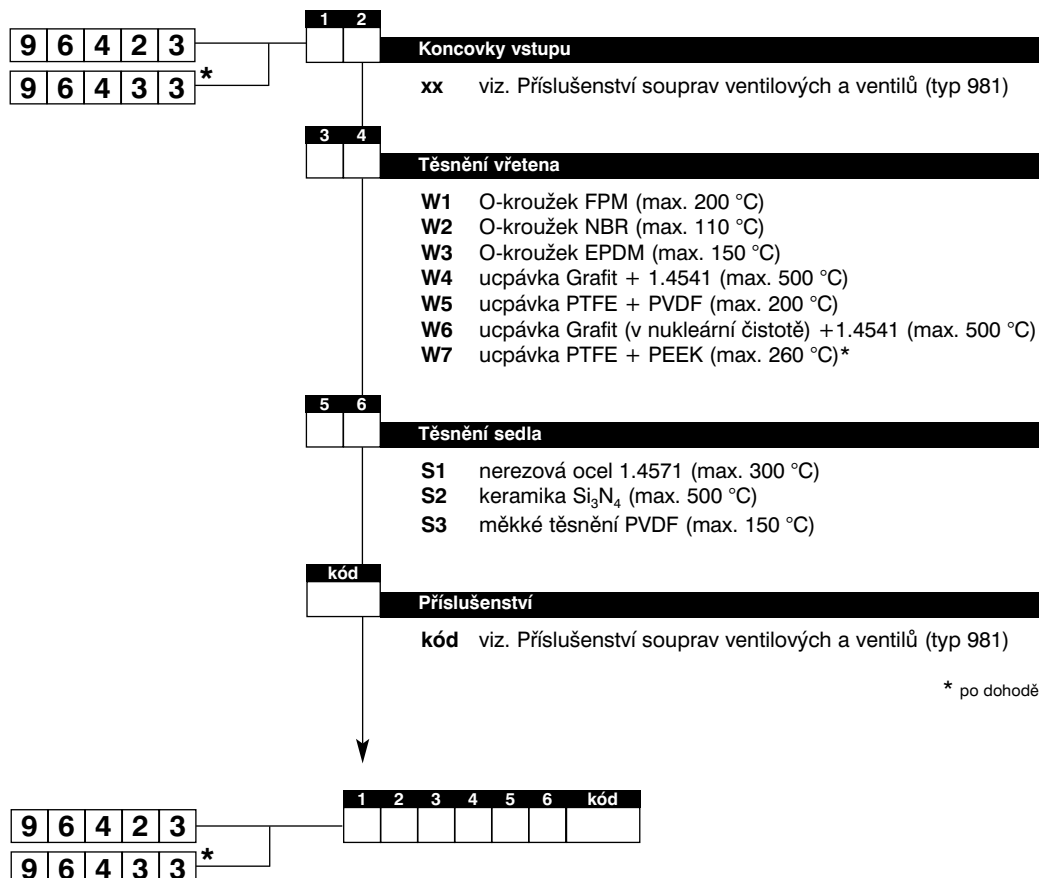 1 2
9 6 4 2 3
Koncovky vstupu
9 6 4 3 3 *
xx viz. Příslušenství souprav ventilových a ventilů (typ 981)
3 4
Těsnění vřetena
W1 O-kroužek FPM (max. 200 °C)
W2 O-kroužek NBR (max. 110 °C)
W3 O-kroužek EPDM (max. 150 °C)
W4 ucpávka Grafit + 1.4541 (max. 500 °C)
W5 ucpávka PTFE + PVDF (max. 200 °C)
W6 ucpávka Grafit (v nukleární čistotě) +1.4541 (max. 500 °C)
W7 ucpávka PTFE + PEEK (max. 260 °C)*
5 6
Těsnění sedla
S1 nerezová ocel 1.4571 (max. 300 °C)
S2 keramika Si₃N₄ (max. 500 °C)
S3 měkké těsnění PVDF (max. 150 °C)
kód
Příslušenství
kód viz. Příslušenství souprav ventilových a ventilů (typ 981)
* po dohodě
1 2 3 4 5 6 kód
9 6 4 2 3
9 6 4 3 3 *